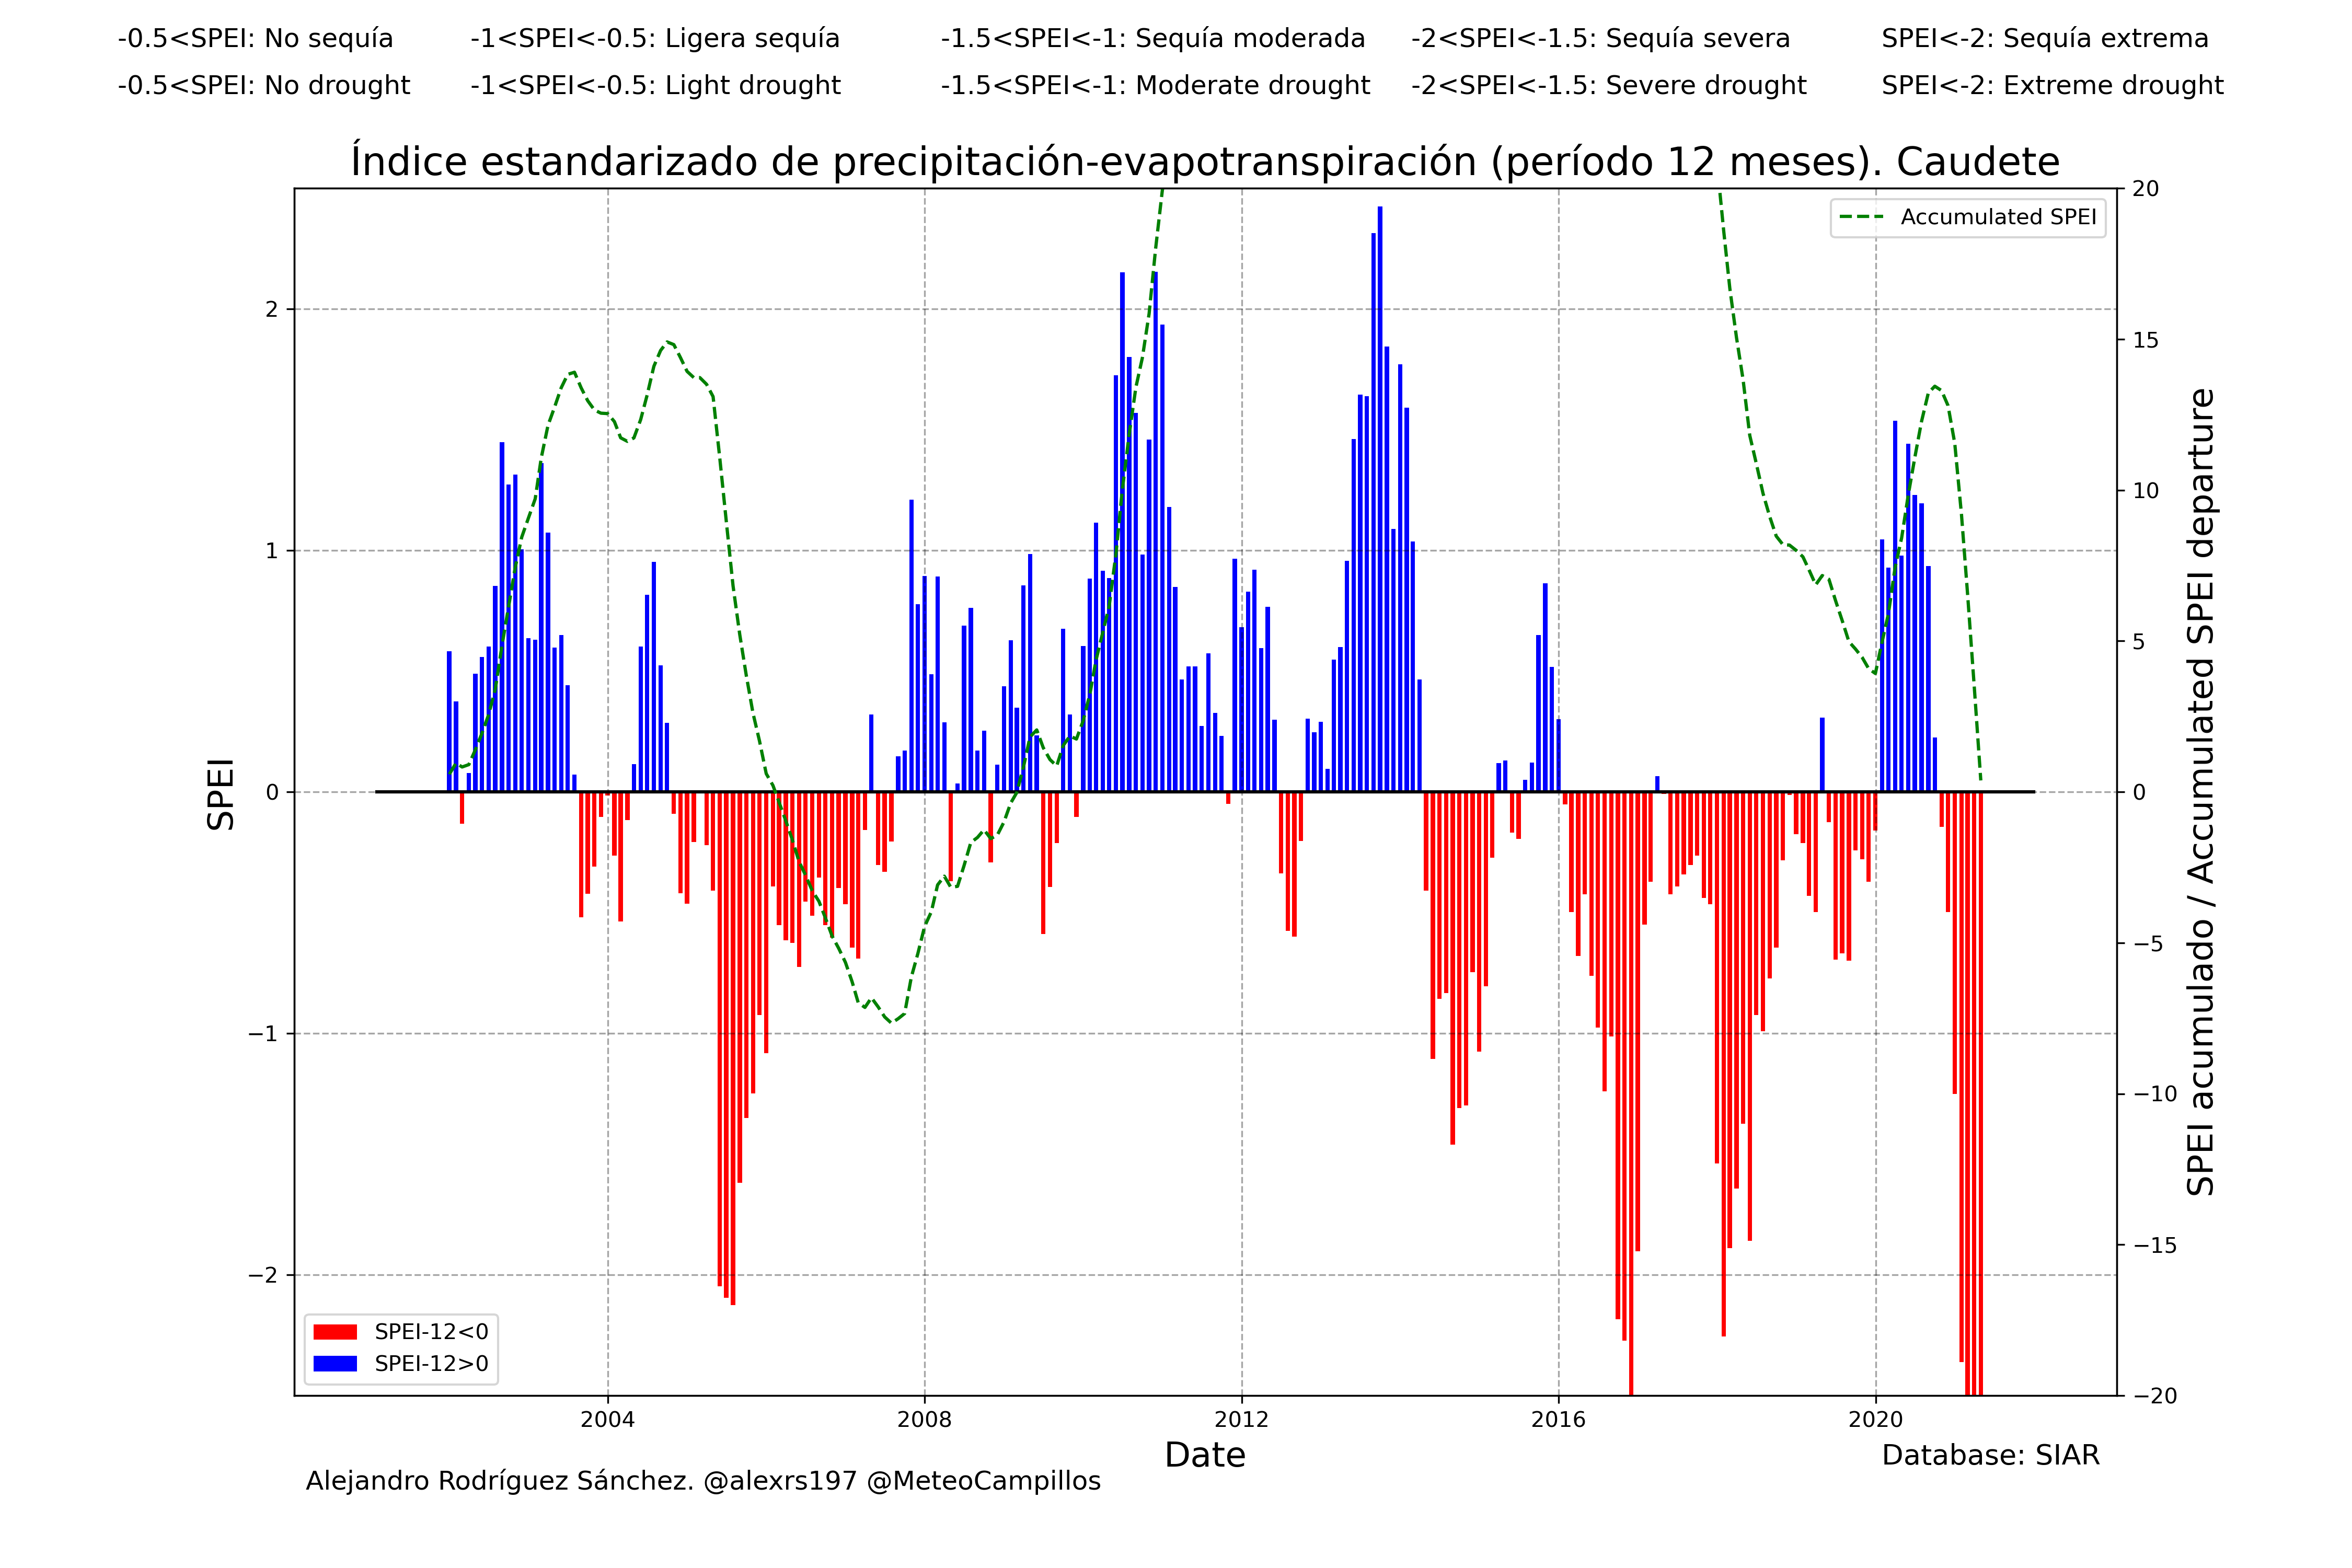 -0.5<SPEI: No sequía -1<SPEI<-0.5: Ligera sequía -1.5<SPEI<-1: Sequía moderada -2<SPEI<-1.5: Sequía severa SPEI<-2: Sequía extrema
-0.5<SPEI: No drought -1<SPEI<-0.5: Light drought -1.5<SPEI<-1: Moderate drought -2<SPEI<-1.5: Severe drought SPEI<-2: Extreme drought
Índice estandarizado de precipitación-evapotranspiración (período 12 meses). Caudete
Accumulated SPEI
SPEI
2
1
0
−1
−2
20
15
10
5
0
−5
−10
−15
−20
SPEI acumulado / Accumulated SPEI departure
SPEI-12<0
SPEI-12>0
2004 2008 2012 2016 2020
Date
Database: SIAR
Alejandro Rodríguez Sánchez. @alexrs197 @MeteoCampillos